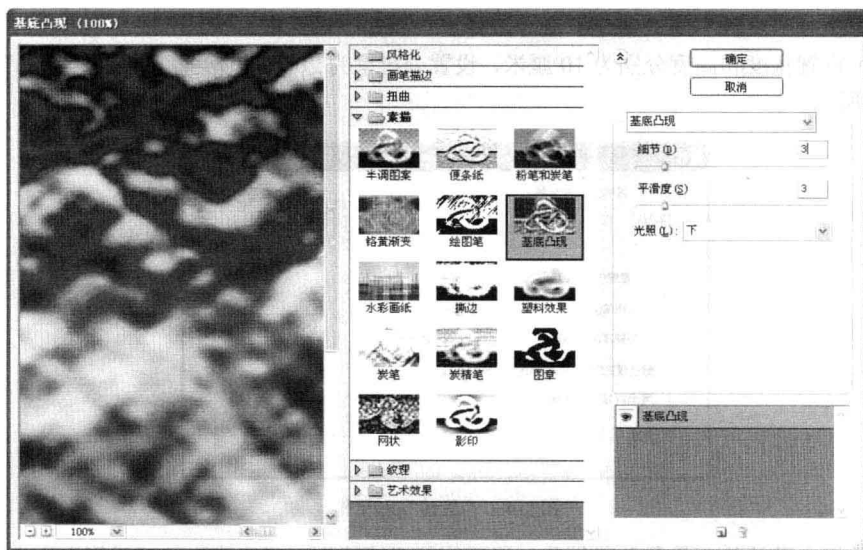 基底凸现 (100%)
风格化
画笔描边
扭曲
素描
半调图案 便条纸 粉笔和炭笔
铬黄渐变 绘图笔 基底凸现
水彩画纸 撕边 塑料效果
炭笔 炭精笔 图章
网状 影印
纹理
艺术效果
100%
确定
取消
基底凸现
细节(D) 3
平滑度(S) 3
光照(L): 下
基底凸现